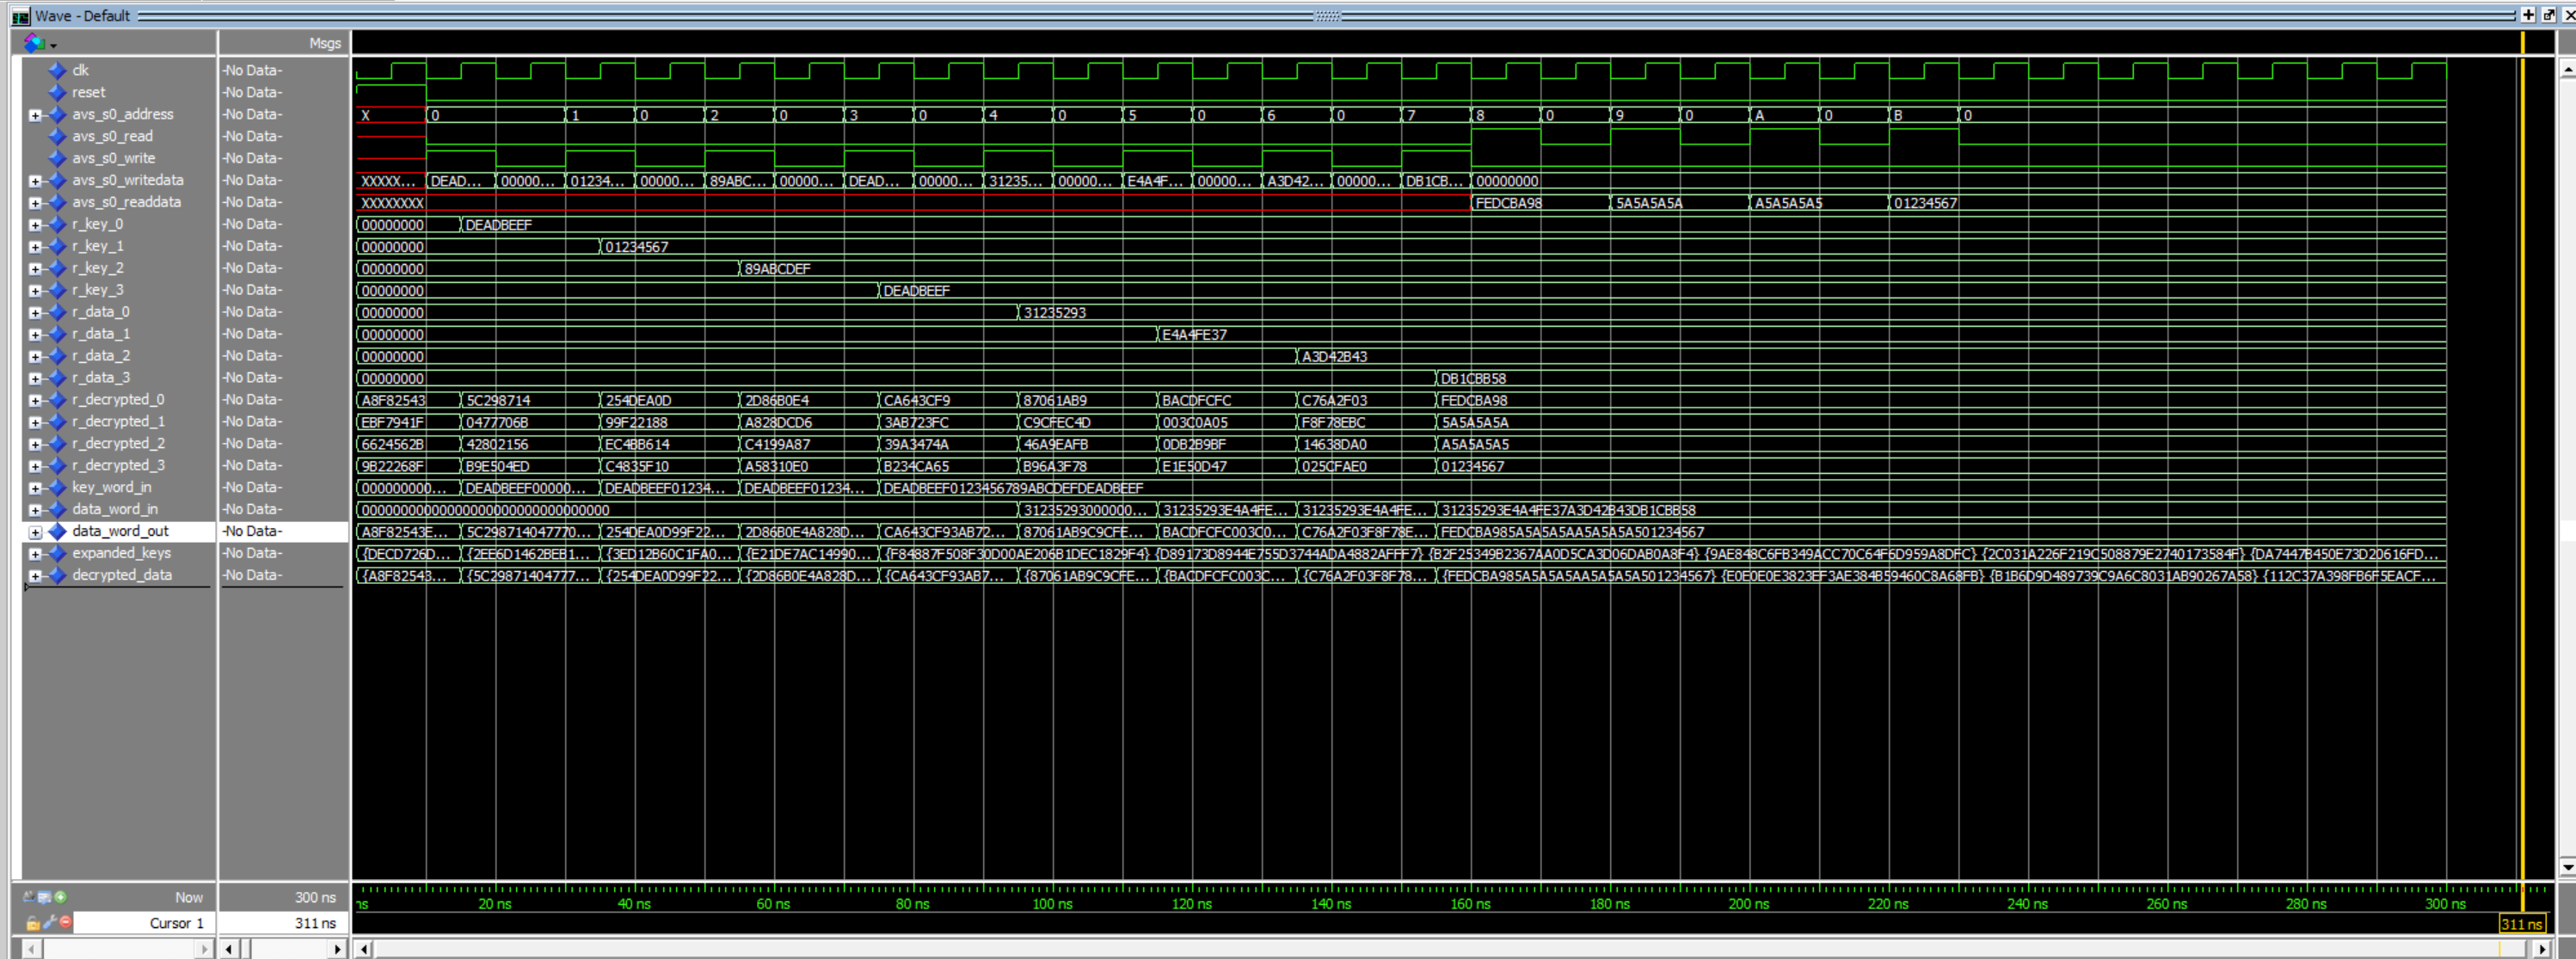 Wave - Default
Msgs
clk -No Data-
reset -No Data-
avs_s0_address -No Data- X 0 1 0 2 0 3 0 4 0 5 0 6 0 7 8 0 9 0 A 0 B 0
avs_s0_read -No Data-
avs_s0_write -No Data-
avs_s0_writedata -No Data- XXXXX... DEAD... 00000... 01234... 00000... 89ABC... 00000... DEAD... 00000... 31235... 00000... E4A4F... 00000... A3D42... 00000... DB1CB... 00000000
avs_s0_readdata -No Data- XXXXXXXX FEDCBA98 5A5A5A5A A5A5A5A5 01234567
r_key_0 -No Data- 00000000 DEADBEEF
r_key_1 -No Data- 00000000 01234567
r_key_2 -No Data- 00000000 89ABCDEF
r_key_3 -No Data- 00000000 DEADBEEF
r_data_0 -No Data- 00000000 31235293
r_data_1 -No Data- 00000000 E4A4FE37
r_data_2 -No Data- 00000000 A3D42B43
r_data_3 -No Data- 00000000 DB1CBB58
r_decrypted_0 -No Data- A8F82543 5C298714 254DEA0D 2D86B0E4 CA643CF9 87061AB9 BACDFCFC C76A2F03 FEDCBA98
r_decrypted_1 -No Data- EBF7941F 0477706B 99F22188 A828DCD6 3AB723FC C9CFEC4D 003C0A05 F8F78EBC 5A5A5A5A
r_decrypted_2 -No Data- 6624562B 42802156 EC4BB614 C4199A87 39A3474A 46A9EAFB 0DB2B9BF 14638DA0 A5A5A5A5
r_decrypted_3 -No Data- 9B22268F B9E504ED C4835F10 A58310E0 B234CA65 B96A3F78 E1E50D47 025CFAE0 01234567
key_word_in -No Data- 000000000... DEADBEEF00000... DEADBEEF01234... DEADBEEF01234... DEADBEEF0123456789ABCDEFDEADBEEF
data_word_in -No Data- 00000000000000000000000000000000 31235293000000... 31235293E4A4FE... 31235293E4A4FE... 31235293E4A4FE37A3D42B43DB1CBB58
data_word_out -No Data- A8F82543E... 5C298714047770... 254DEA0D99F22... 2D86B0E4A828D... CA643CF93AB72... 87061AB9C9CFE... BACDFCFC003C0... C76A2F03F8F78E... FEDCBA985A5A5A5AA5A5A5A501234567
expanded_keys -No Data- {DECD726D... {2EE6D1462BEB1... {3ED12B60C1FA0... {E21DE7AC14990... {F84887F508F30D00AE206B1DEC1829F4} {D89173D8944E755D3744ADA4882AFFF7} {B2F25349B2367AA0D5CA3D06DAB0A8F4} {9AE848C6FB349ACC70C64F6D959A8DFC} {2C031A226F219C508879E2740173584F} {DA7447B450E73D20616FD...
decrypted_data -No Data- {A8F82543... {5C29871404777... {254DEA0D99F22... {2D86B0E4A828D... {CA643CF93AB7... {87061AB9C9CFE... {BACDFCFC003C... {C76A2F03F8F78... {FEDCBA985A5A5A5AA5A5A5A501234567} {E0E0E0E3823EF3AE384B59460C8A68FB} {B1B6D9D489739C9A6C8031AB90267A58} {112C37A398FB6F5EACF...
Now 300 ns
ns 20 ns 40 ns 60 ns 80 ns 100 ns 120 ns 140 ns 160 ns 180 ns 200 ns 220 ns 240 ns 260 ns 280 ns 300 ns
Cursor 1 311 ns 311 ns